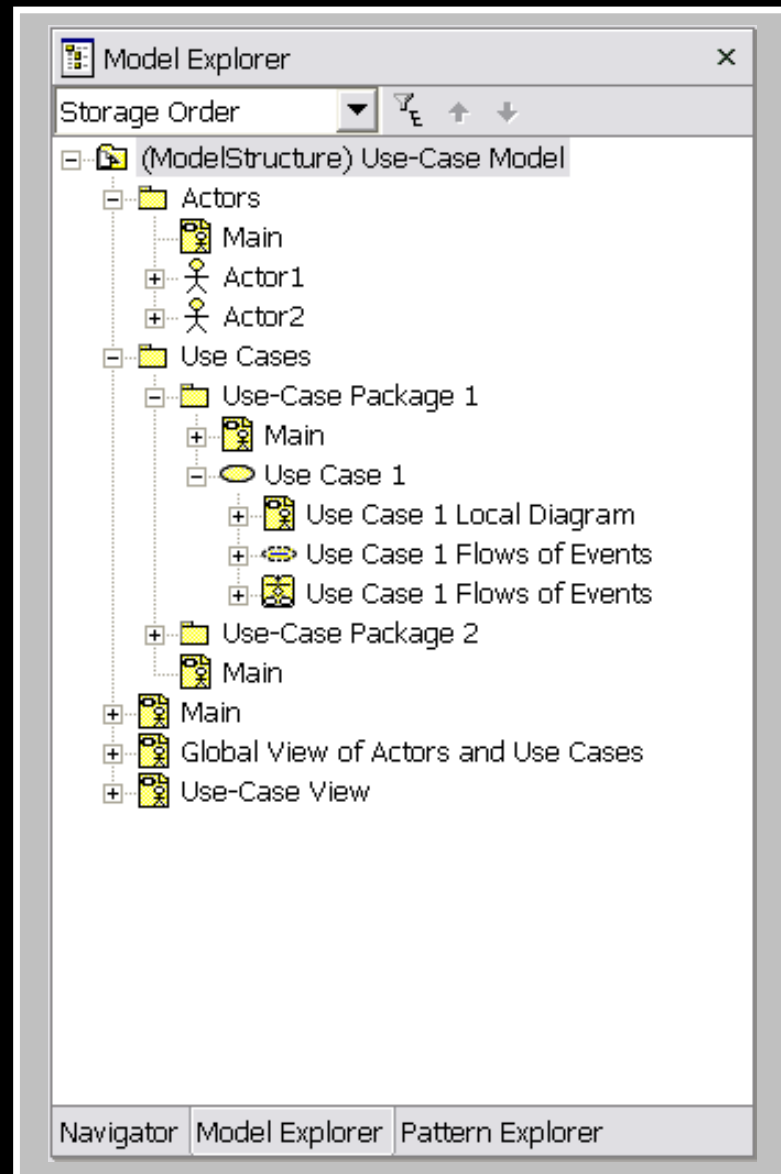 Model Explorer
Storage Order
(ModelStructure) Use-Case Model
Actors
Main
Actor1
Actor2
Use Cases
Use-Case Package 1
Main
Use Case 1
Use Case 1 Local Diagram
Use Case 1 Flows of Events
Use Case 1 Flows of Events
Use-Case Package 2
Main
Main
Global View of Actors and Use Cases
Use-Case View
Navigator Model Explorer Pattern Explorer